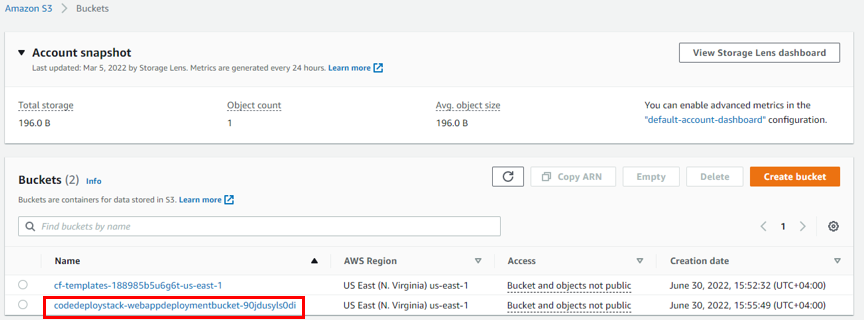 Amazon S3 > Buckets
Account snapshot
View Storage Lens dashboard
Last updated: Mar 5, 2022 by Storage Lens. Metrics are generated every 24 hours. Learn more
Total storage
Object count
Avg. object size
You can enable advanced metrics in the
196.0 B
1
196.0 B
"default-account-dashboard" configuration.
Buckets (2) Info
Copy ARN
Empty
Delete
Create bucket
Buckets are containers for data stored in S3. Learn more
Find buckets by name
< 1 >
Name AWS Region Access Creation date
cf-templates-188985b5u6g6t-us-east-1 US East (N. Virginia) us-east-1 Bucket and objects not public June 30, 2022, 15:52:32 (UTC+04:00)
codedeploystack-webappdeploymentbucket-90jdusyls0di US East (N. Virginia) us-east-1 Bucket and objects not public June 30, 2022, 15:55:49 (UTC+04:00)